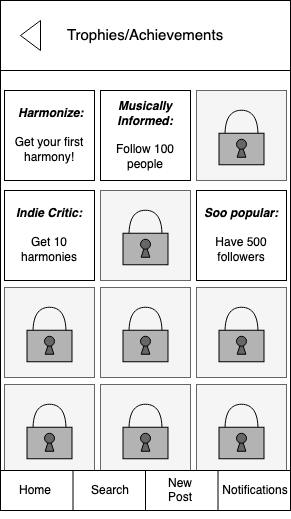 Trophies/Achievements
Harmonize:
Get your first
harmony!
Musically
Informed:
Follow 100
people
Indie Critic:
Get 10
harmonies
Soo popular:
Have 500
followers
Home
Search
New
Post
Notifications